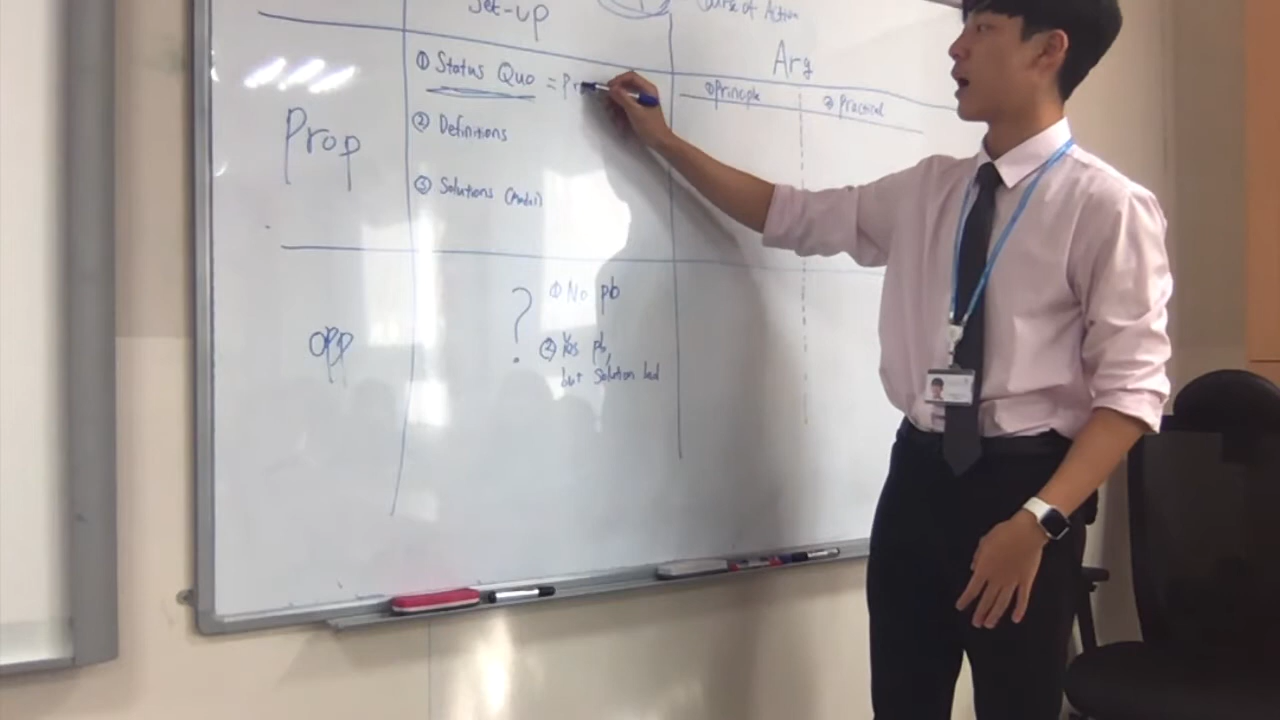 Set-up
Course of Action
Arg
① Principle
② Practical
Prop
① Status Quo = Pr
② Definitions
③ Solutions (Model)
Opp
?
① No pb
② Yes pb,
but Solution bad